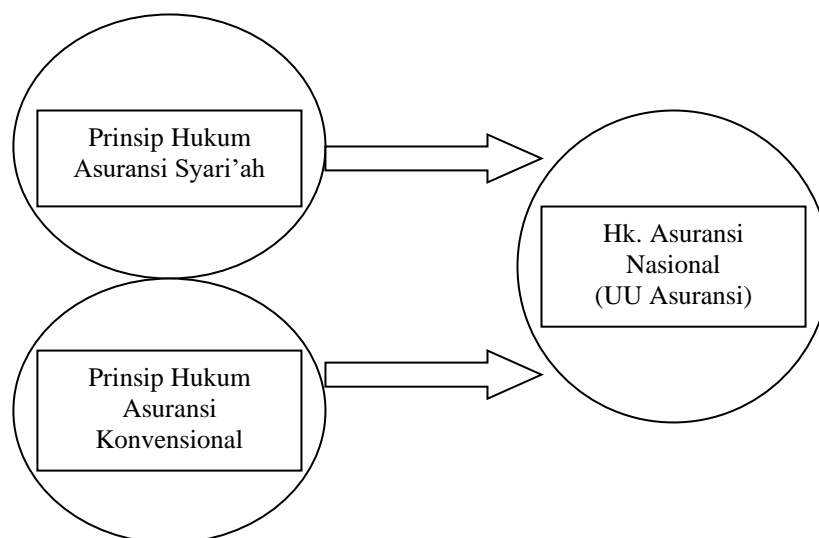 Prinsip Hukum
Asuransi Syari’ah
Hk. Asuransi
Nasional
(UU Asuransi)
Prinsip Hukum
Asuransi
Konvensional